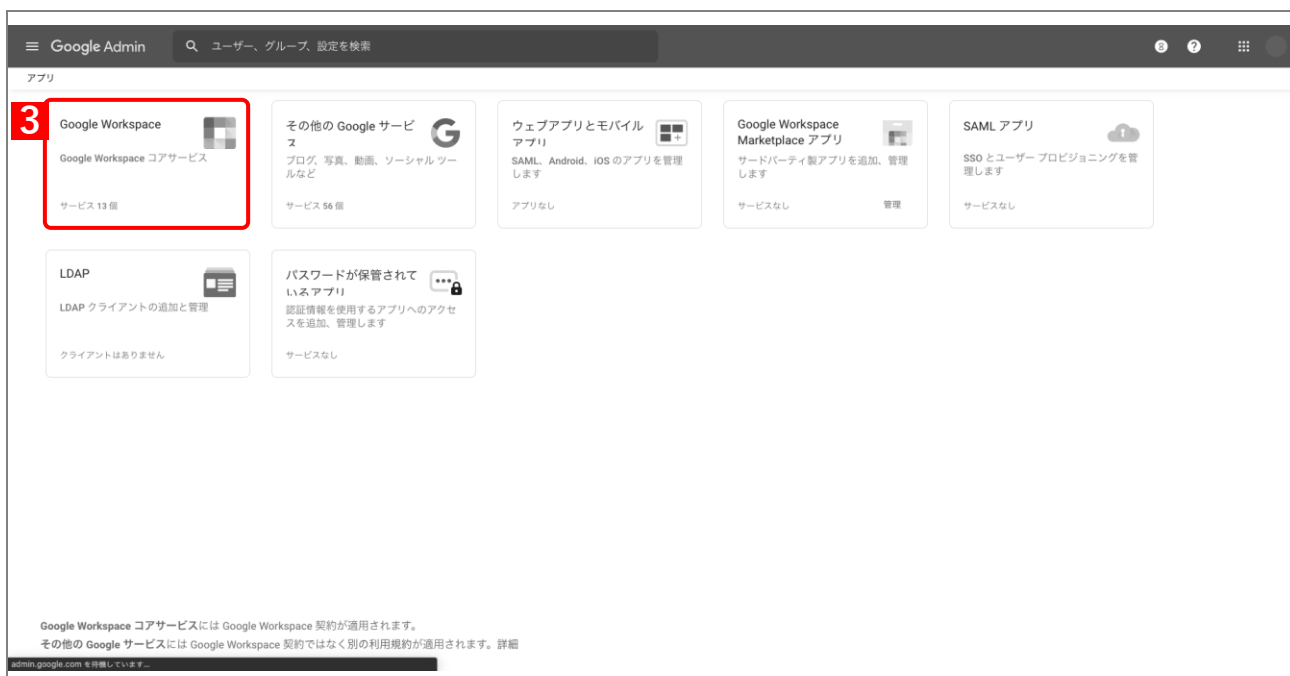 Google Admin
ユーザー、グループ、設定を検索
アプリ
3
Google Workspace
Google Workspace コアサービス
サービス 13 個
その他の Google サービ
ス
ブログ、写真、動画、ソーシャル ツー
ルなど
サービス 56 個
ウェブアプリとモバイル
アプリ
SAML、Android、iOS のアプリを管理
します
アプリなし
Google Workspace
Marketplace アプリ
サードパーティ製アプリを追加、管理
します
サービスなし
管理
SAML アプリ
SSO とユーザー プロビジョニングを管
理します
サービスなし
LDAP
LDAP クライアントの追加と管理
クライアントはありません
パスワードが保管されて
いるアプリ
認証情報を使用するアプリへのアクセ
スを追加、管理します
サービスなし
Google Workspace コアサービスには Google Workspace 契約が適用されます。
その他の Google サービスには Google Workspace 契約ではなく別の利用規約が適用されます。詳細
admin.google.com を待機しています...